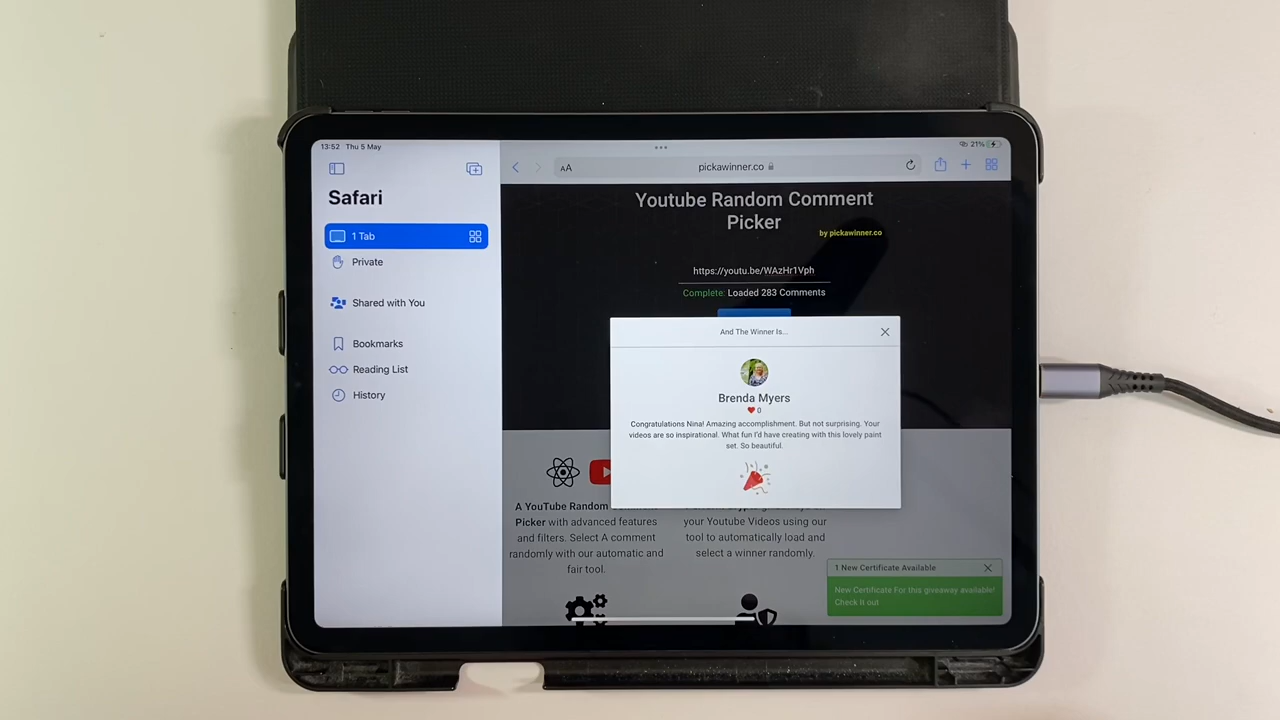 13:52 Thu 5 May
21%
Safari
1 Tab
Private
Shared with You
Bookmarks
Reading List
History
AA
pickawinner.co
Youtube Random Comment
Picker
by pickawinner.co
https://youtu.be/WAzHr1Vph
Complete: Loaded 283 Comments
And The Winner Is...
Brenda Myers
0
Congratulations Nina! Amazing accomplishment. But not surprising. Your
videos are so inspirational. What fun I'd have creating with this lovely paint
set. So beautiful.
A YouTube Random
Picker with advanced features
and filters. Select A comment
randomly with our automatic and
fair tool.
your Youtube Videos using our
tool to automatically load and
select a winner randomly.
1 New Certificate Available
New Certificate For this giveaway available!
Check It out